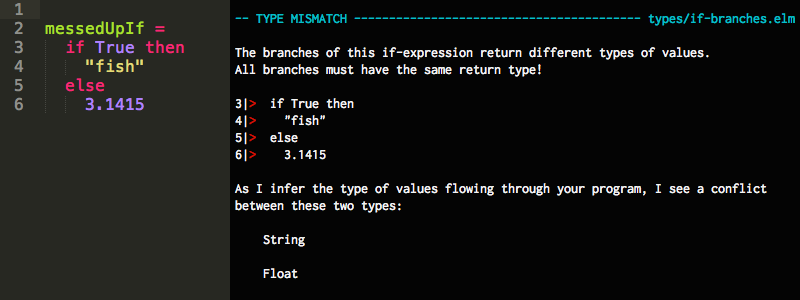 1
2 messedUpIf =
3   if True then
4     "fish"
5   else
6     3.1415
-- TYPE MISMATCH ----------------------------------------- types/if-branches.elm
The branches of this if-expression return different types of values.
All branches must have the same return type!
3|>  if True then
4|>    "fish"
5|>  else
6|>    3.1415
As I infer the type of values flowing through your program, I see a conflict
between these two types:
    String
    Float